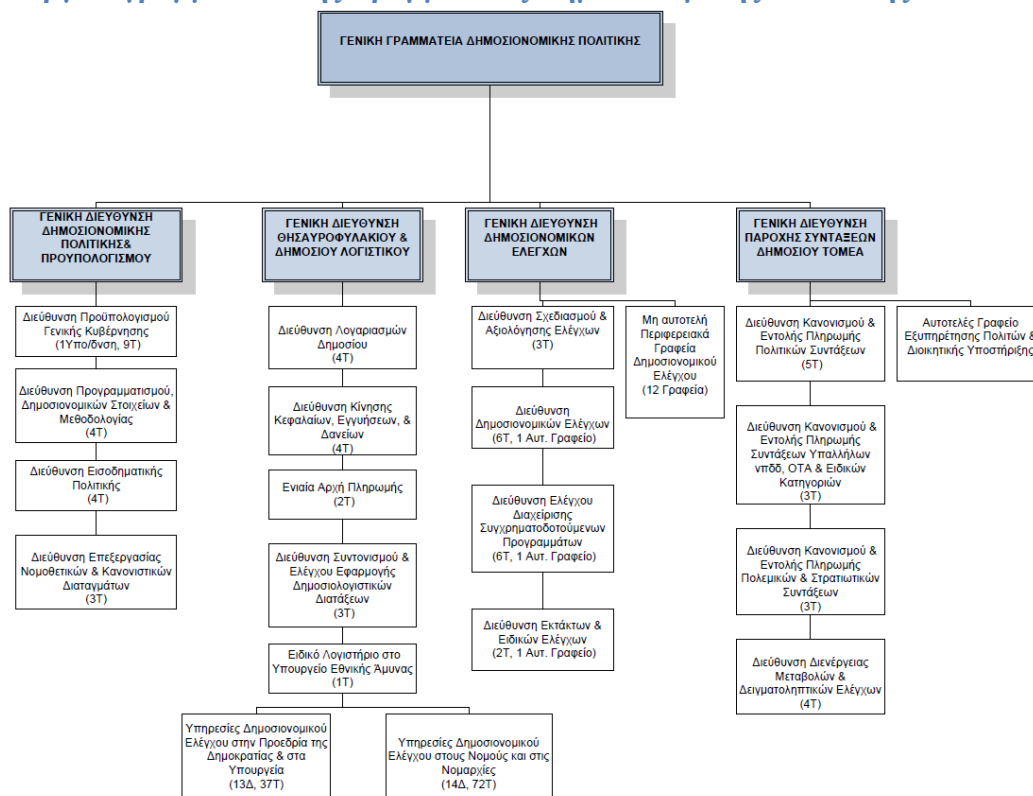 ΓΕΝΙΚΗ ΓΡΑΜΜΑΤΕΙΑ ΔΗΜΟΣΙΟΝΟΜΙΚΗΣ ΠΟΛΙΤΙΚΗΣ
ΓΕΝΙΚΗ ΔΙΕΥΘΥΝΣΗ
ΔΗΜΟΣΙΟΝΟΜΙΚΗΣ
ΠΟΛΙΤΙΚΗΣ&
ΠΡΟΥΠΟΛΟΓΙΣΜΟΥ
Διεύθυνση Προϋπολογισμού
Γενικής Κυβέρνησης
(1Υπο/δνση, 9Τ)
Διεύθυνση Προγραμματισμού,
Δημοσιονομικών Στοιχείων &
Μεθοδολογίας
(4Τ)
Διεύθυνση Εισοδηματικής
Πολιτικής
(4Τ)
Διεύθυνση Επεξεργασίας
Νομοθετικών & Κανονιστικών
Διαταγμάτων
(3Τ)
ΓΕΝΙΚΗ ΔΙΕΥΘΥΝΣΗ
ΘΗΣΑΥΡΟΦΥΛΑΚΙΟΥ &
ΔΗΜΟΣΙΟΥ ΛΟΓΙΣΤΙΚΟΥ
Διεύθυνση Λογαριασμών
Δημοσίου
(4Τ)
Διεύθυνση Κίνησης
Κεφαλαίων, Εγγυήσεων, &
Δανείων
(4Τ)
Ενιαία Αρχή Πληρωμής
(2Τ)
Διεύθυνση Συντονισμού &
Ελέγχου Εφαρμογής
Δημοσιολογιστικών
Διατάξεων
(3Τ)
Ειδικό Λογιστήριο στο
Υπουργείο Εθνικής Άμυνας
(1Τ)
Υπηρεσίες Δημοσιονομικού
Ελέγχου στην Προεδρία της
Δημοκρατίας & στα
Υπουργεία
(13Δ, 37Τ)
Υπηρεσίες Δημοσιονομικού
Ελέγχου στους Νομούς και στις
Νομαρχίες
(14Δ, 72Τ)
ΓΕΝΙΚΗ ΔΙΕΥΘΥΝΣΗ
ΔΗΜΟΣΙΟΝΟΜΙΚΩΝ
ΕΛΕΓΧΩΝ
Διεύθυνση Σχεδιασμού &
Αξιολόγησης Ελέγχων
(3Τ)
Διεύθυνση
Δημοσιονομικών Ελέγχων
(6Τ, 1 Αυτ. Γραφείο)
Διεύθυνση Ελέγχου
Διαχείρισης
Συγχρηματοδοτούμενων
Προγραμμάτων
(6Τ, 1 Αυτ. Γραφείο)
Διεύθυνση Εκτάκτων &
Ειδικών Ελέγχων
(2Τ, 1 Αυτ. Γραφείο)
Μη αυτοτελή
Περιφερειακά
Γραφεία
Δημοσιονομικού
Ελέγχου
(12 Γραφεία)
ΓΕΝΙΚΗ ΔΙΕΥΘΥΝΣΗ
ΠΑΡΟΧΗΣ ΣΥΝΤΑΞΕΩΝ
ΔΗΜΟΣΙΟΥ ΤΟΜΕΑ
Διεύθυνση Κανονισμού &
Εντολής Πληρωμής
Πολιτικών Συντάξεων
(5Τ)
Διεύθυνση Κανονισμού &
Εντολής Πληρωμής
Συντάξεων Υπαλλήλων
νπδδ, ΟΤΑ & Ειδικών
Κατηγοριών
(3Τ)
Διεύθυνση Κανονισμού &
Εντολής Πληρωμής
Πολεμικών & Στρατιωτικών
Συντάξεων
(3Τ)
Διεύθυνση Διενέργειας
Μεταβολών &
Δειγματοληπτικών Ελέγχων
(4Τ)
Αυτοτελές Γραφείο
Εξυπηρέτησης Πολιτών &
Διοικητικής Υποστήριξης